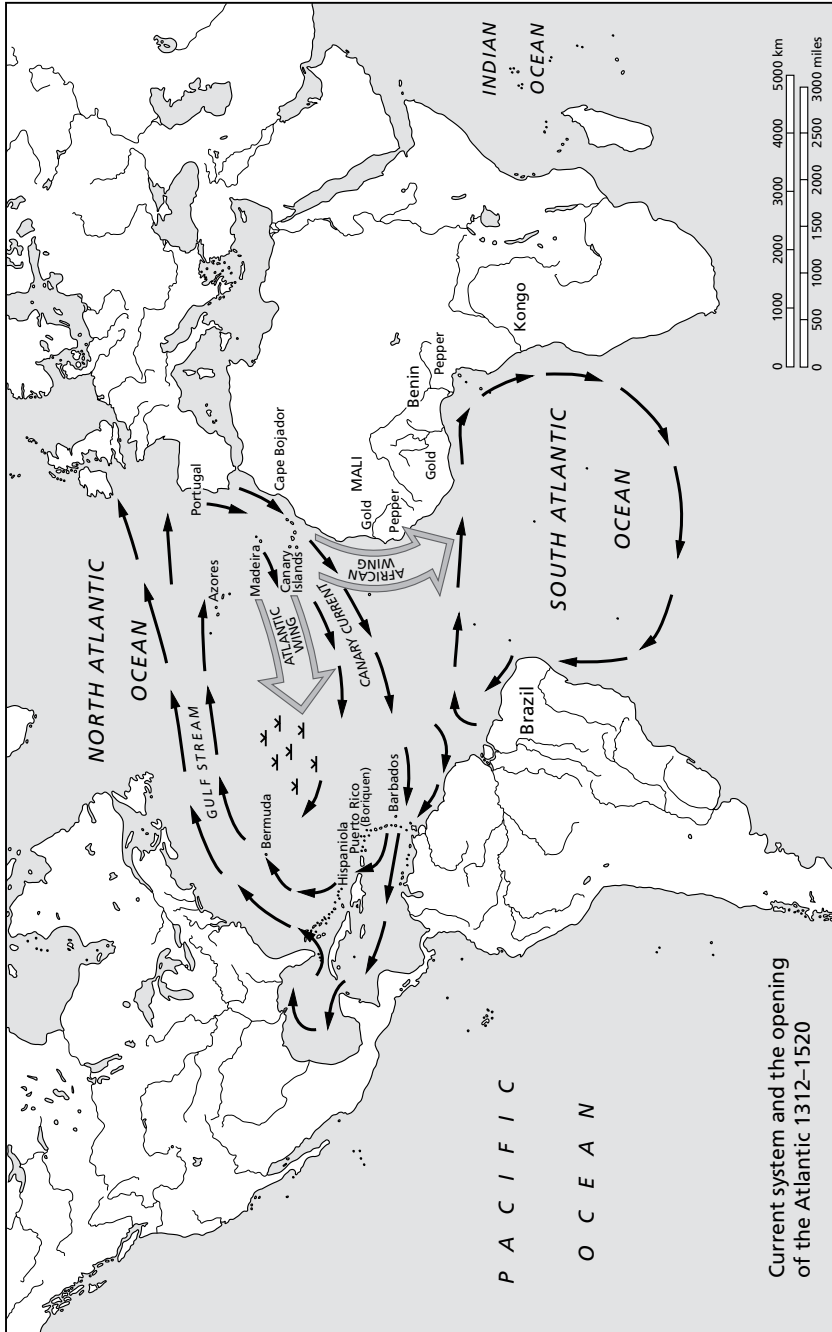 NORTH ATLANTIC
OCEAN
GULF STREAM
Azores
Portugal
Bermuda
Madeira
Canary
Islands
Cape Bojador
ATLANTIC
WING
CANARY CURRENT
AFRICAN
WING
Hispaniola
Puerto Rico
(Boriquen)
Barbados
MALI
Gold
Pepper
Gold
Benin
Pepper
Kongo
INDIAN
OCEAN
Brazil
SOUTH ATLANTIC
OCEAN
PACIFIC
OCEAN
Current system and the opening
of the Atlantic 1312–1520
0 1000 2000 3000 4000 5000 km
0 500 1000 1500 2000 2500 3000 miles